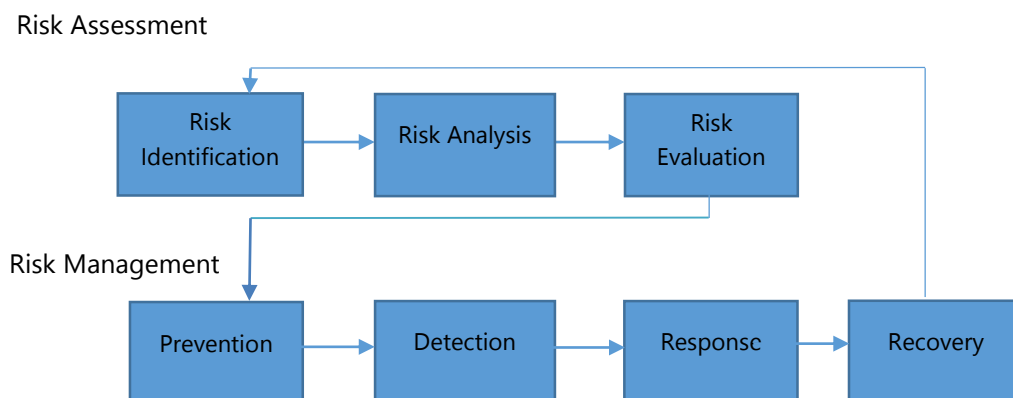 Risk Assessment
Risk
Identification
Risk Analysis
Risk
Evaluation
Risk Management
Prevention
Detection
Response
Recovery